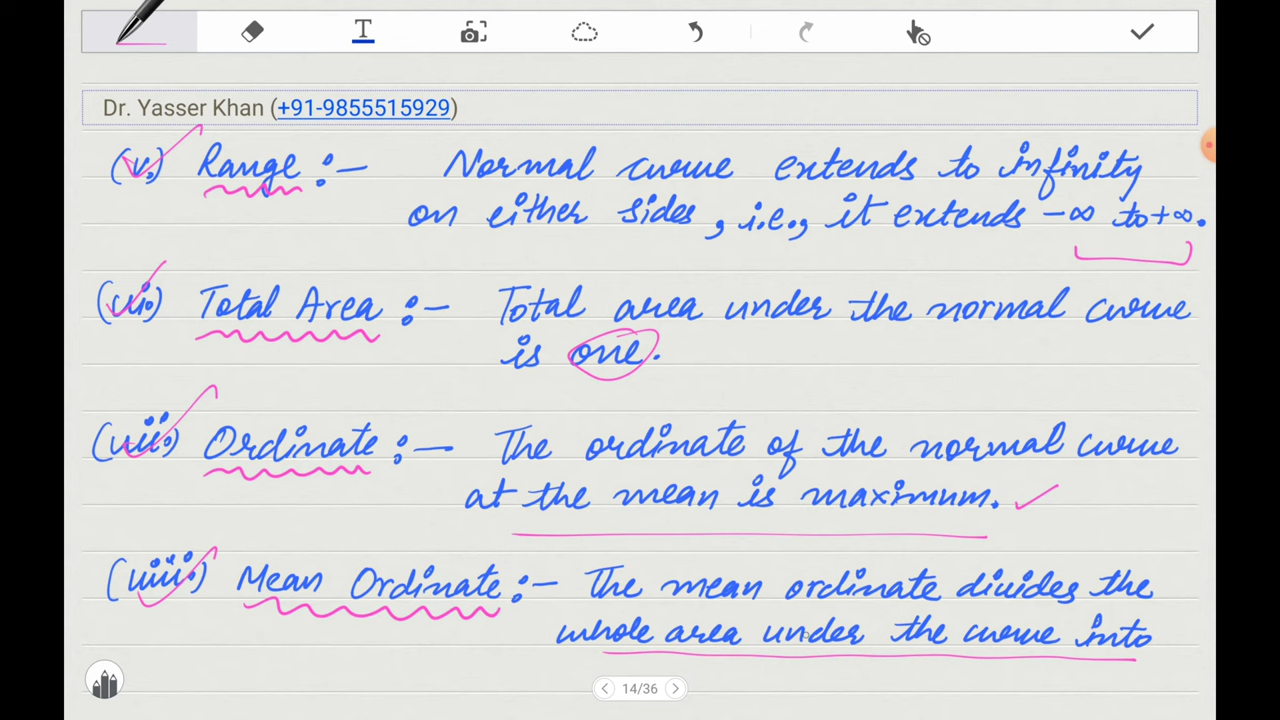 T
Dr. Yasser Khan (+91-9855515929)
(v.) Range :- Normal curve extends to infinity
on either sides, i.e., it extends -∞ to +∞.
(vi.) Total Area :- Total area under the normal curve
is one.
(vii.) Ordinate :- The ordinate of the normal curve
at the mean is maximum.
(viii.) Mean Ordinate :- The mean ordinate divides the
whole area under the curve into
14/36